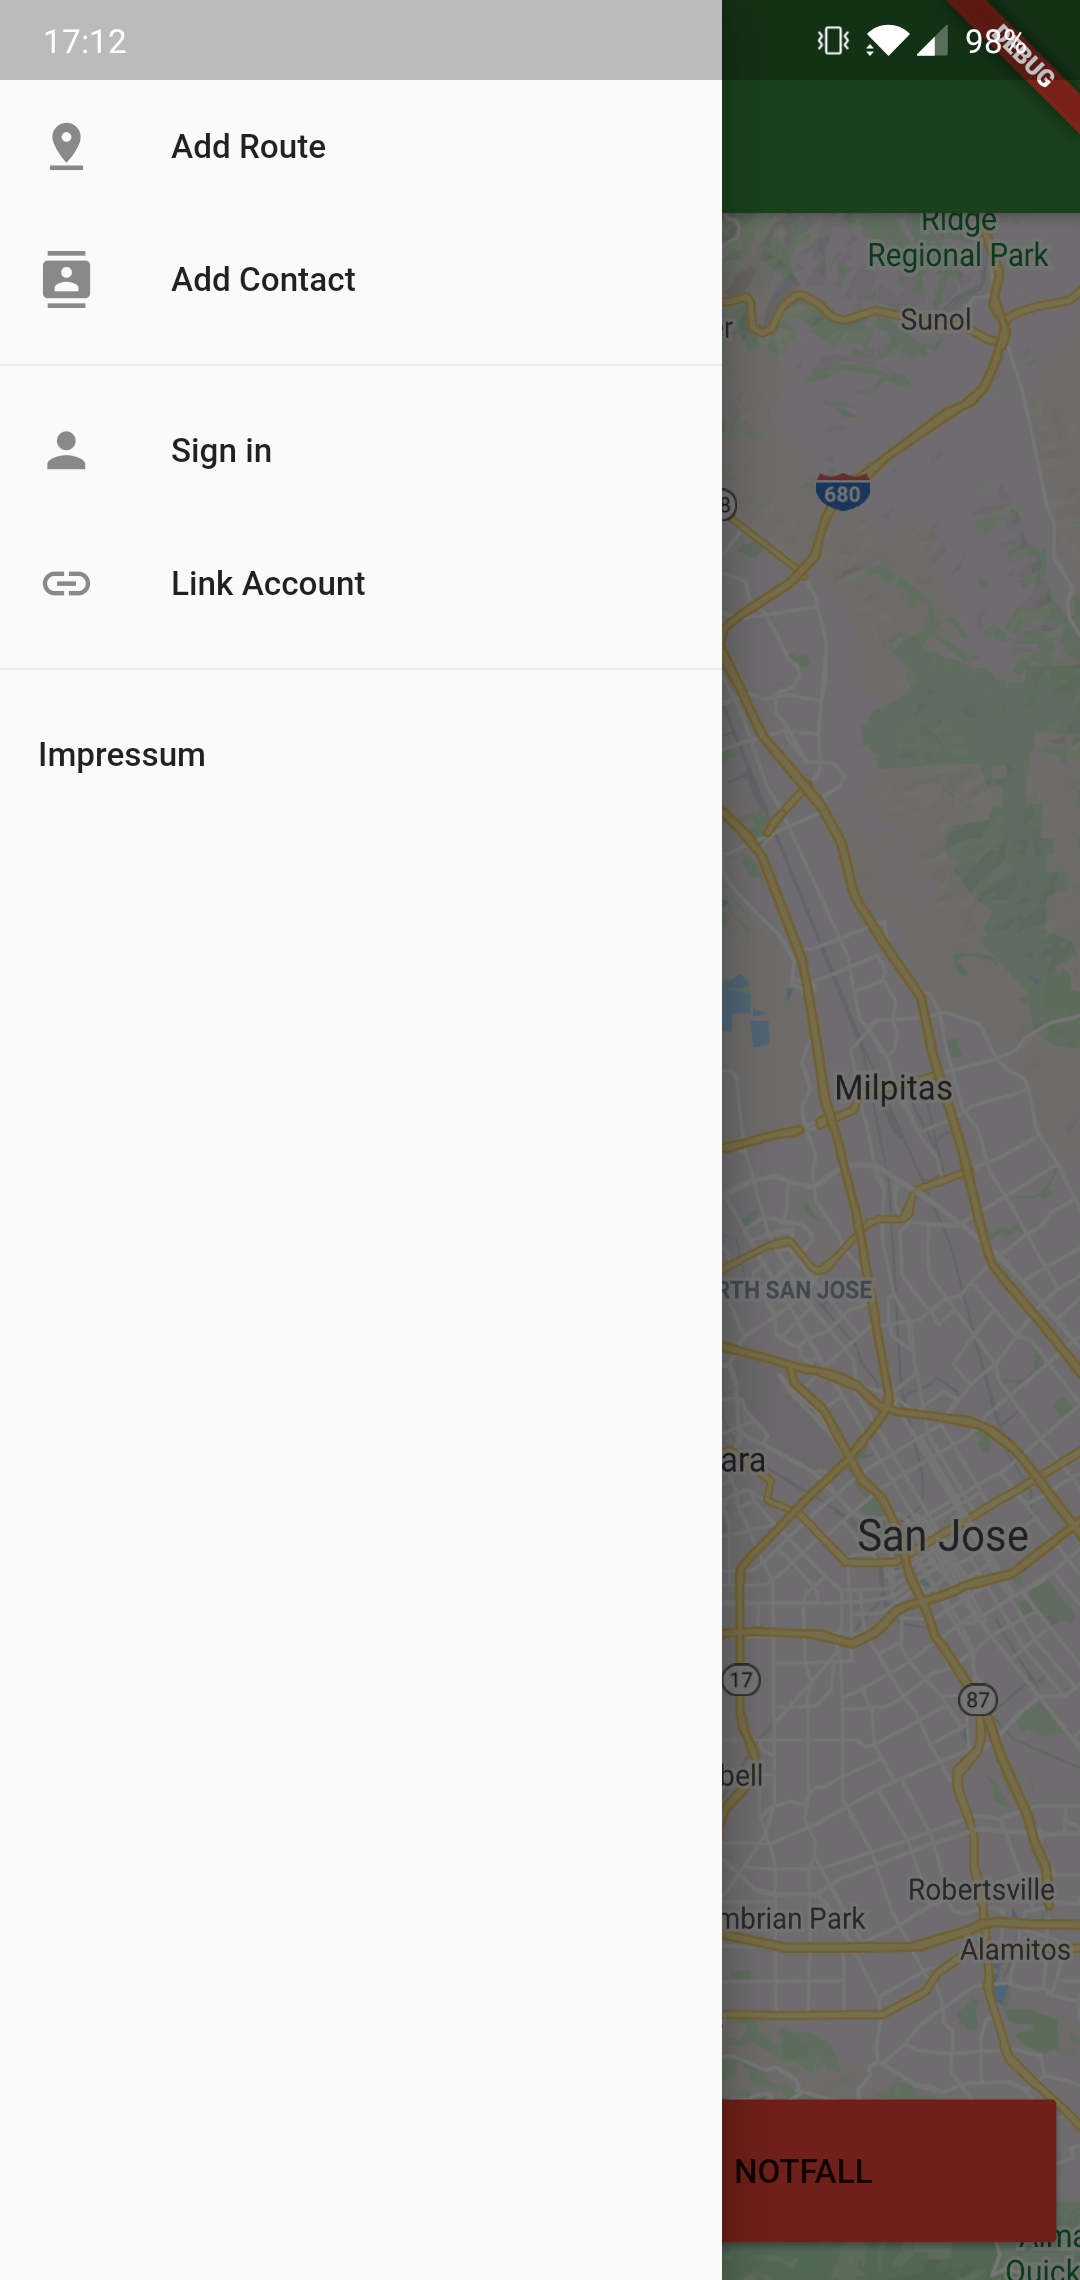 17:12
98%
DEBUG
Add Route
Add Contact
Sign in
Link Account
Impressum
Ridge
Regional Park
Sunol
680
Milpitas
RTH SAN JOSE
ara
San Jose
17
87
bell
Robertsville
mbrian Park
Alamitos
NOTFALL
Alma
Quick